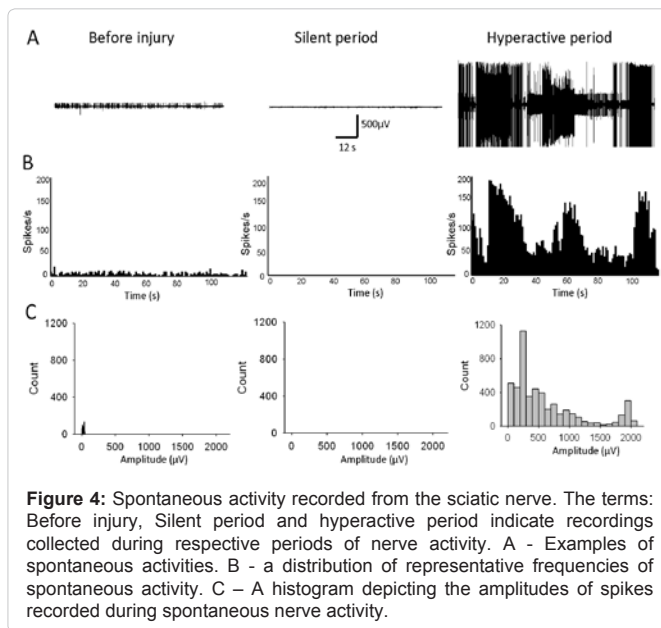 A Before injury Silent period Hyperactive period
500µV
12 s
B
200 200 200
150 150 150
100 100 100
50 50 50
0 0 0
Spikes/s Spikes/s Spikes/s
0 20 40 60 80 100 0 20 40 60 80 100 0 20 40 60 80 100
Time (s) Time (s) Time (s)
C
1200 1200 1200
800 800 800
400 400 400
0 0 0
Count Count Count
0 500 1000 1500 2000 0 500 1000 1500 2000 0 500 1000 1500 2000
Amplitude (µV) Amplitude (µV) Amplitude (µV)
Figure 4: Spontaneous activity recorded from the sciatic nerve. The terms:
Before injury, Silent period and hyperactive period indicate recordings
collected during respective periods of nerve activity. A - Examples of
spontaneous activities. B - a distribution of representative frequencies of
spontaneous activity. C – A histogram depicting the amplitudes of spikes
recorded during spontaneous nerve activity.